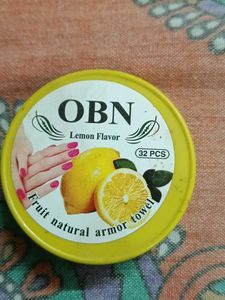 OBN
Lemon Flavor
32 PCS
Fruit natural armor towel